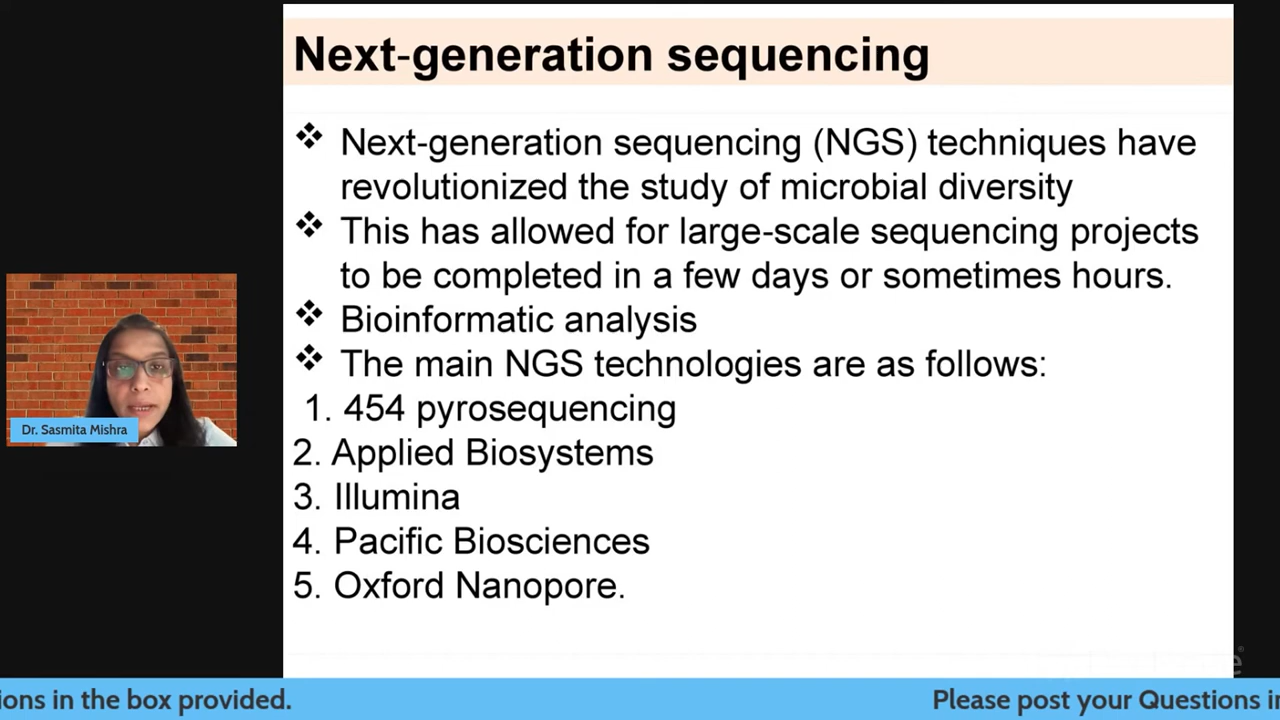 Next-generation sequencing
❖ Next-generation sequencing (NGS) techniques have
revolutionized the study of microbial diversity
❖ This has allowed for large-scale sequencing projects
to be completed in a few days or sometimes hours.
❖ Bioinformatic analysis
❖ The main NGS technologies are as follows:
1. 454 pyrosequencing
2. Applied Biosystems
3. Illumina
4. Pacific Biosciences
5. Oxford Nanopore.
Dr. Sasmita Mishra
ions in the box provided.
Please post your Questions in